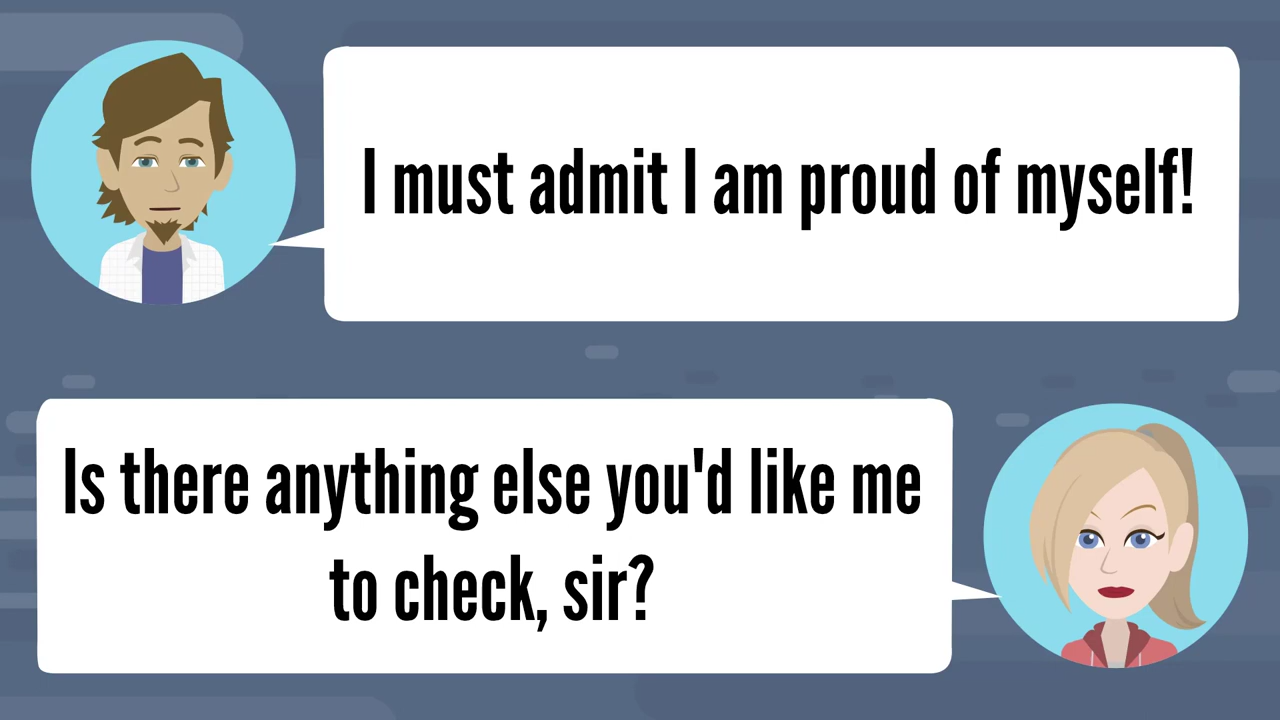 I must admit I am proud of myself!
Is there anything else you'd like me
to check, sir?